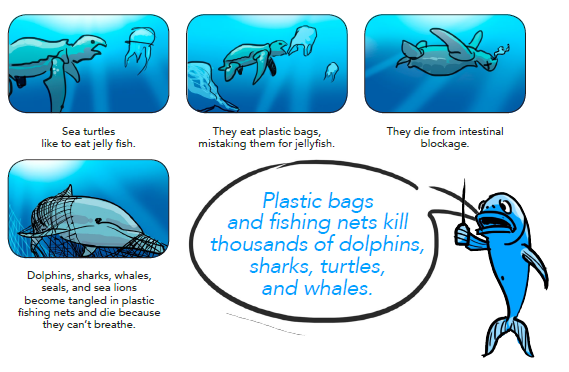 Sea turtles
like to eat jelly fish.
They eat plastic bags,
mistaking them for jellyfish.
They die from intestinal
blockage.
Dolphins, sharks, whales,
seals, and sea lions
become tangled in plastic
fishing nets and die because
they can't breathe.
Plastic bags
and fishing nets kill
thousands of dolphins,
sharks, turtles,
and whales.